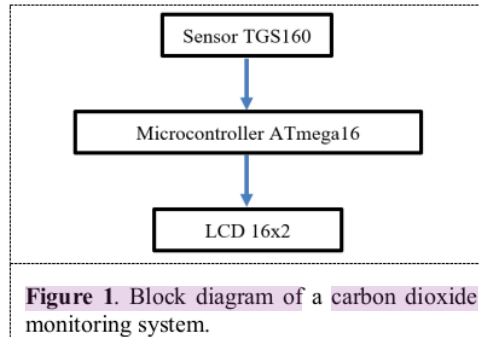 Sensor TGS160
Microcontroller ATmega16
LCD 16x2
Figure 1. Block diagram of a carbon dioxide
monitoring system.